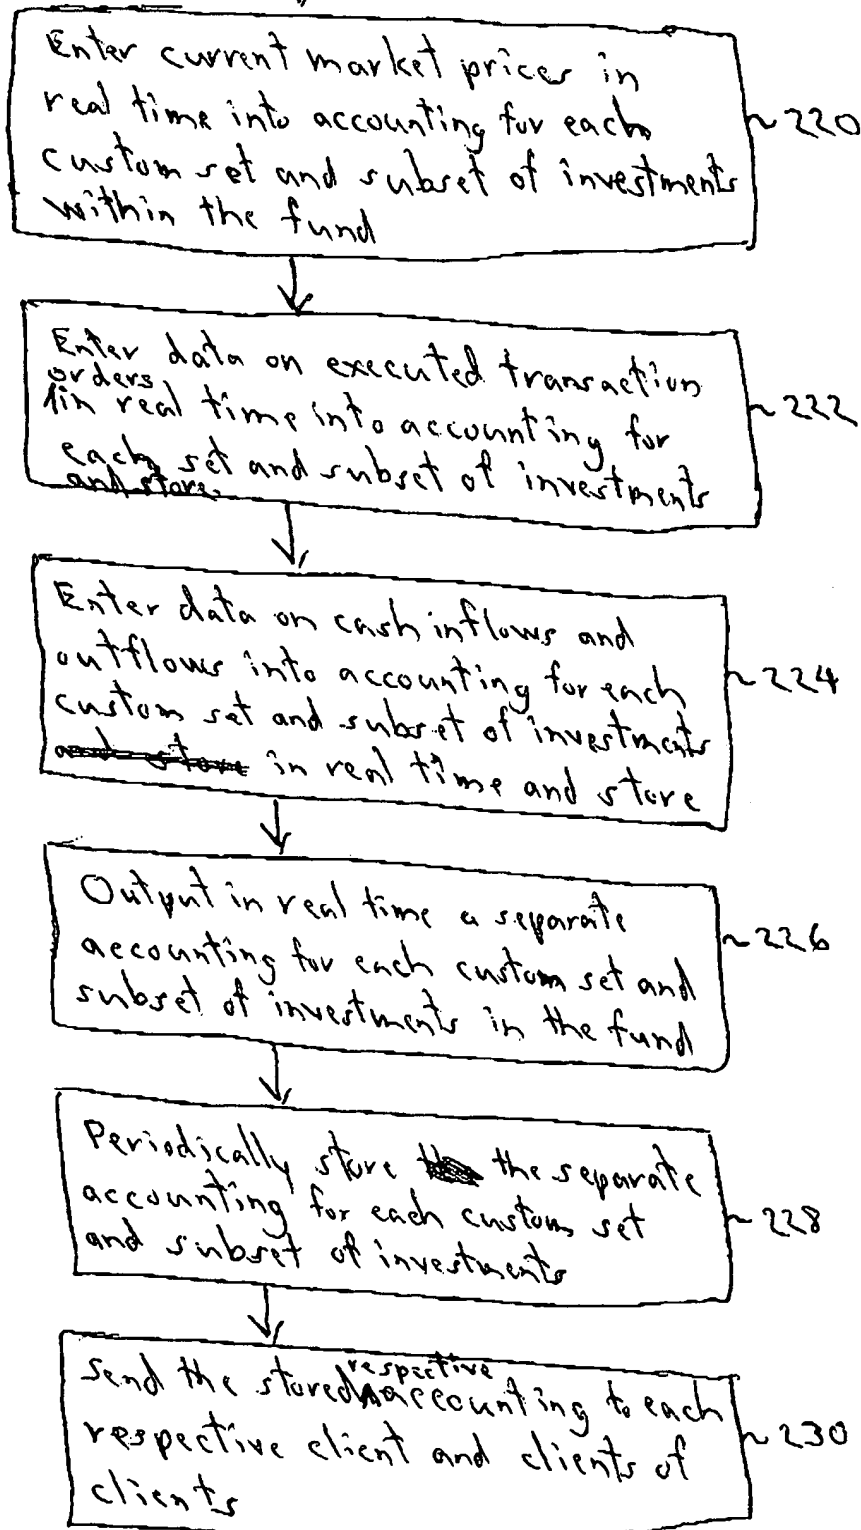 Enter current market prices in
real time into accounting for each
custom set and subset of investments
within the fund
~220
Enter data on executed transaction
orders
in real time into accounting for
each set and subset of investments
and store
~222
Enter data on cash inflows and
outflows into accounting for each
custom set and subset of investments
and store in real time and store
~224
Output in real time a separate
accounting for each custom set and
subset of investments in the fund
~226
Periodically store the separate
accounting for each custom set
and subset of investments
~228
respective
Send the stored accounting to each
respective client and clients of
clients
~230